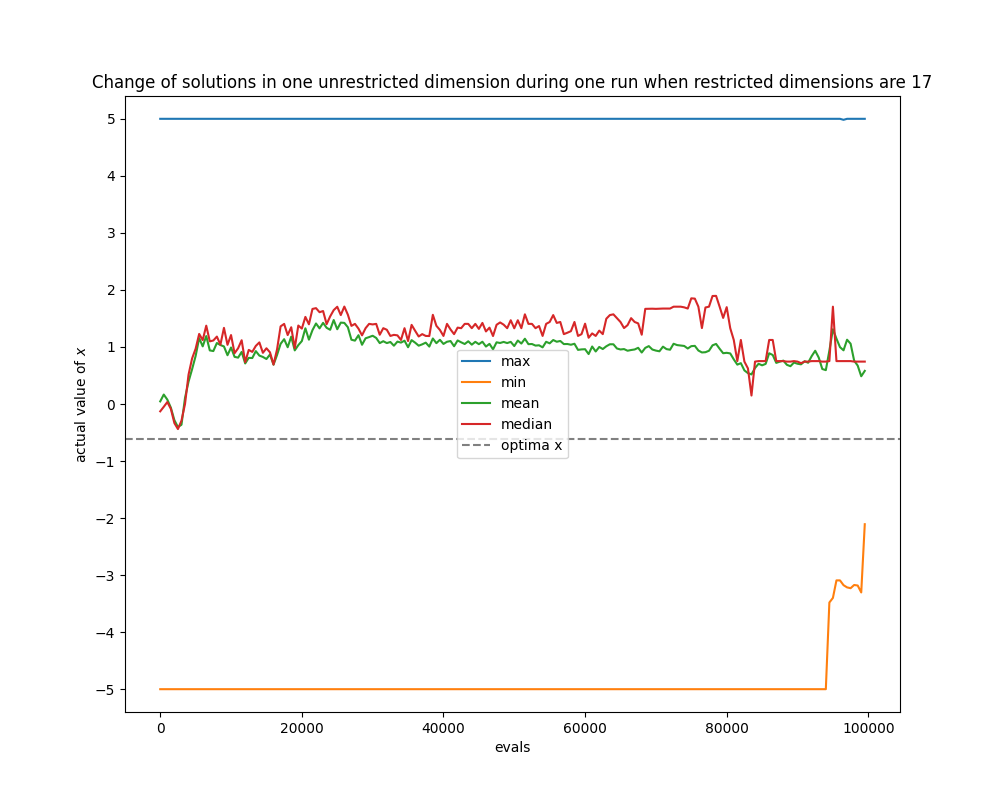 Change of solutions in one unrestricted dimension during one run when restricted dimensions are 17
5
4
3
2
1
0
−1
−2
−3
−4
−5
actual value of x
max
min
mean
median
optima x
0
20000
40000
60000
80000
100000
evals